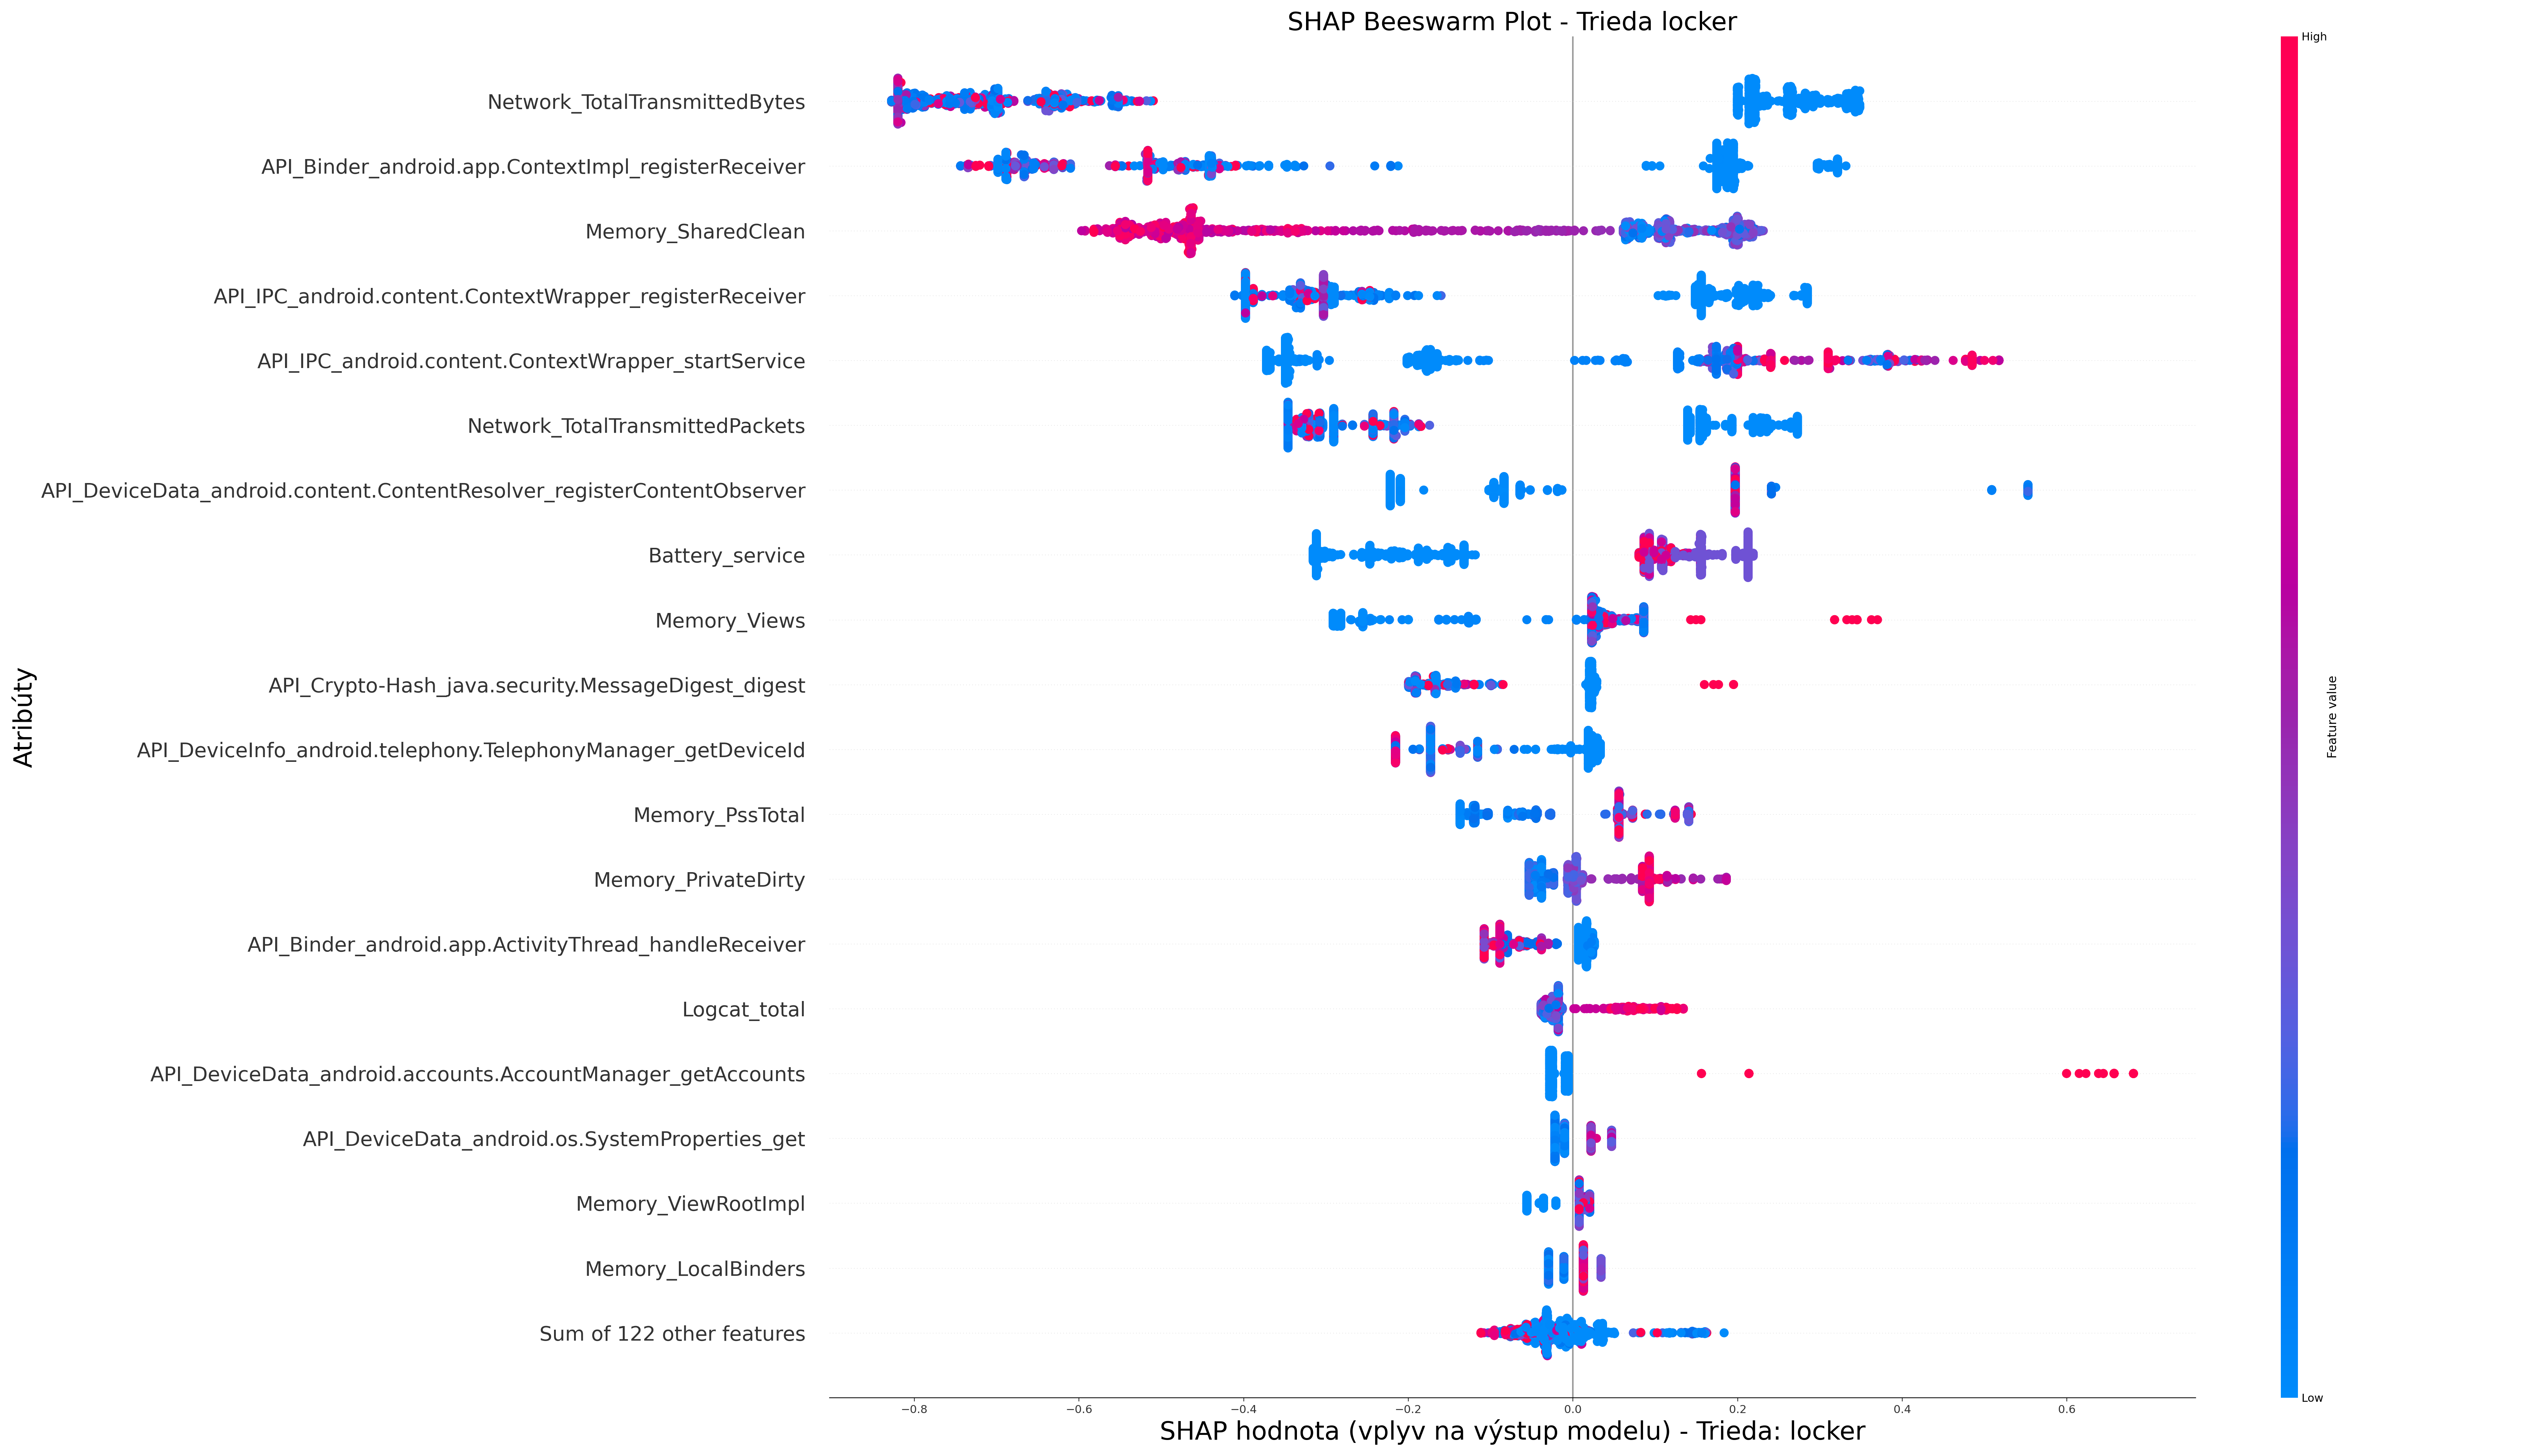 SHAP Beeswarm Plot - Trieda locker
High
Network_TotalTransmittedBytes
API_Binder_android.app.ContextImpl_registerReceiver
Memory_SharedClean
API_IPC_android.content.ContextWrapper_registerReceiver
API_IPC_android.content.ContextWrapper_startService
Network_TotalTransmittedPackets
API_DeviceData_android.content.ContentResolver_registerContentObserver
Battery_service
Memory_Views
API_Crypto-Hash_java.security.MessageDigest_digest
API_DeviceInfo_android.telephony.TelephonyManager_getDeviceId
Memory_PssTotal
Memory_PrivateDirty
API_Binder_android.app.ActivityThread_handleReceiver
Logcat_total
API_DeviceData_android.accounts.AccountManager_getAccounts
API_DeviceData_android.os.SystemProperties_get
Memory_ViewRootImpl
Memory_LocalBinders
Sum of 122 other features
Atribúty
Feature value
Low
−0.8 −0.6 −0.4 −0.2 0.0 0.2 0.4 0.6
SHAP hodnota (vplyv na výstup modelu) - Trieda: locker